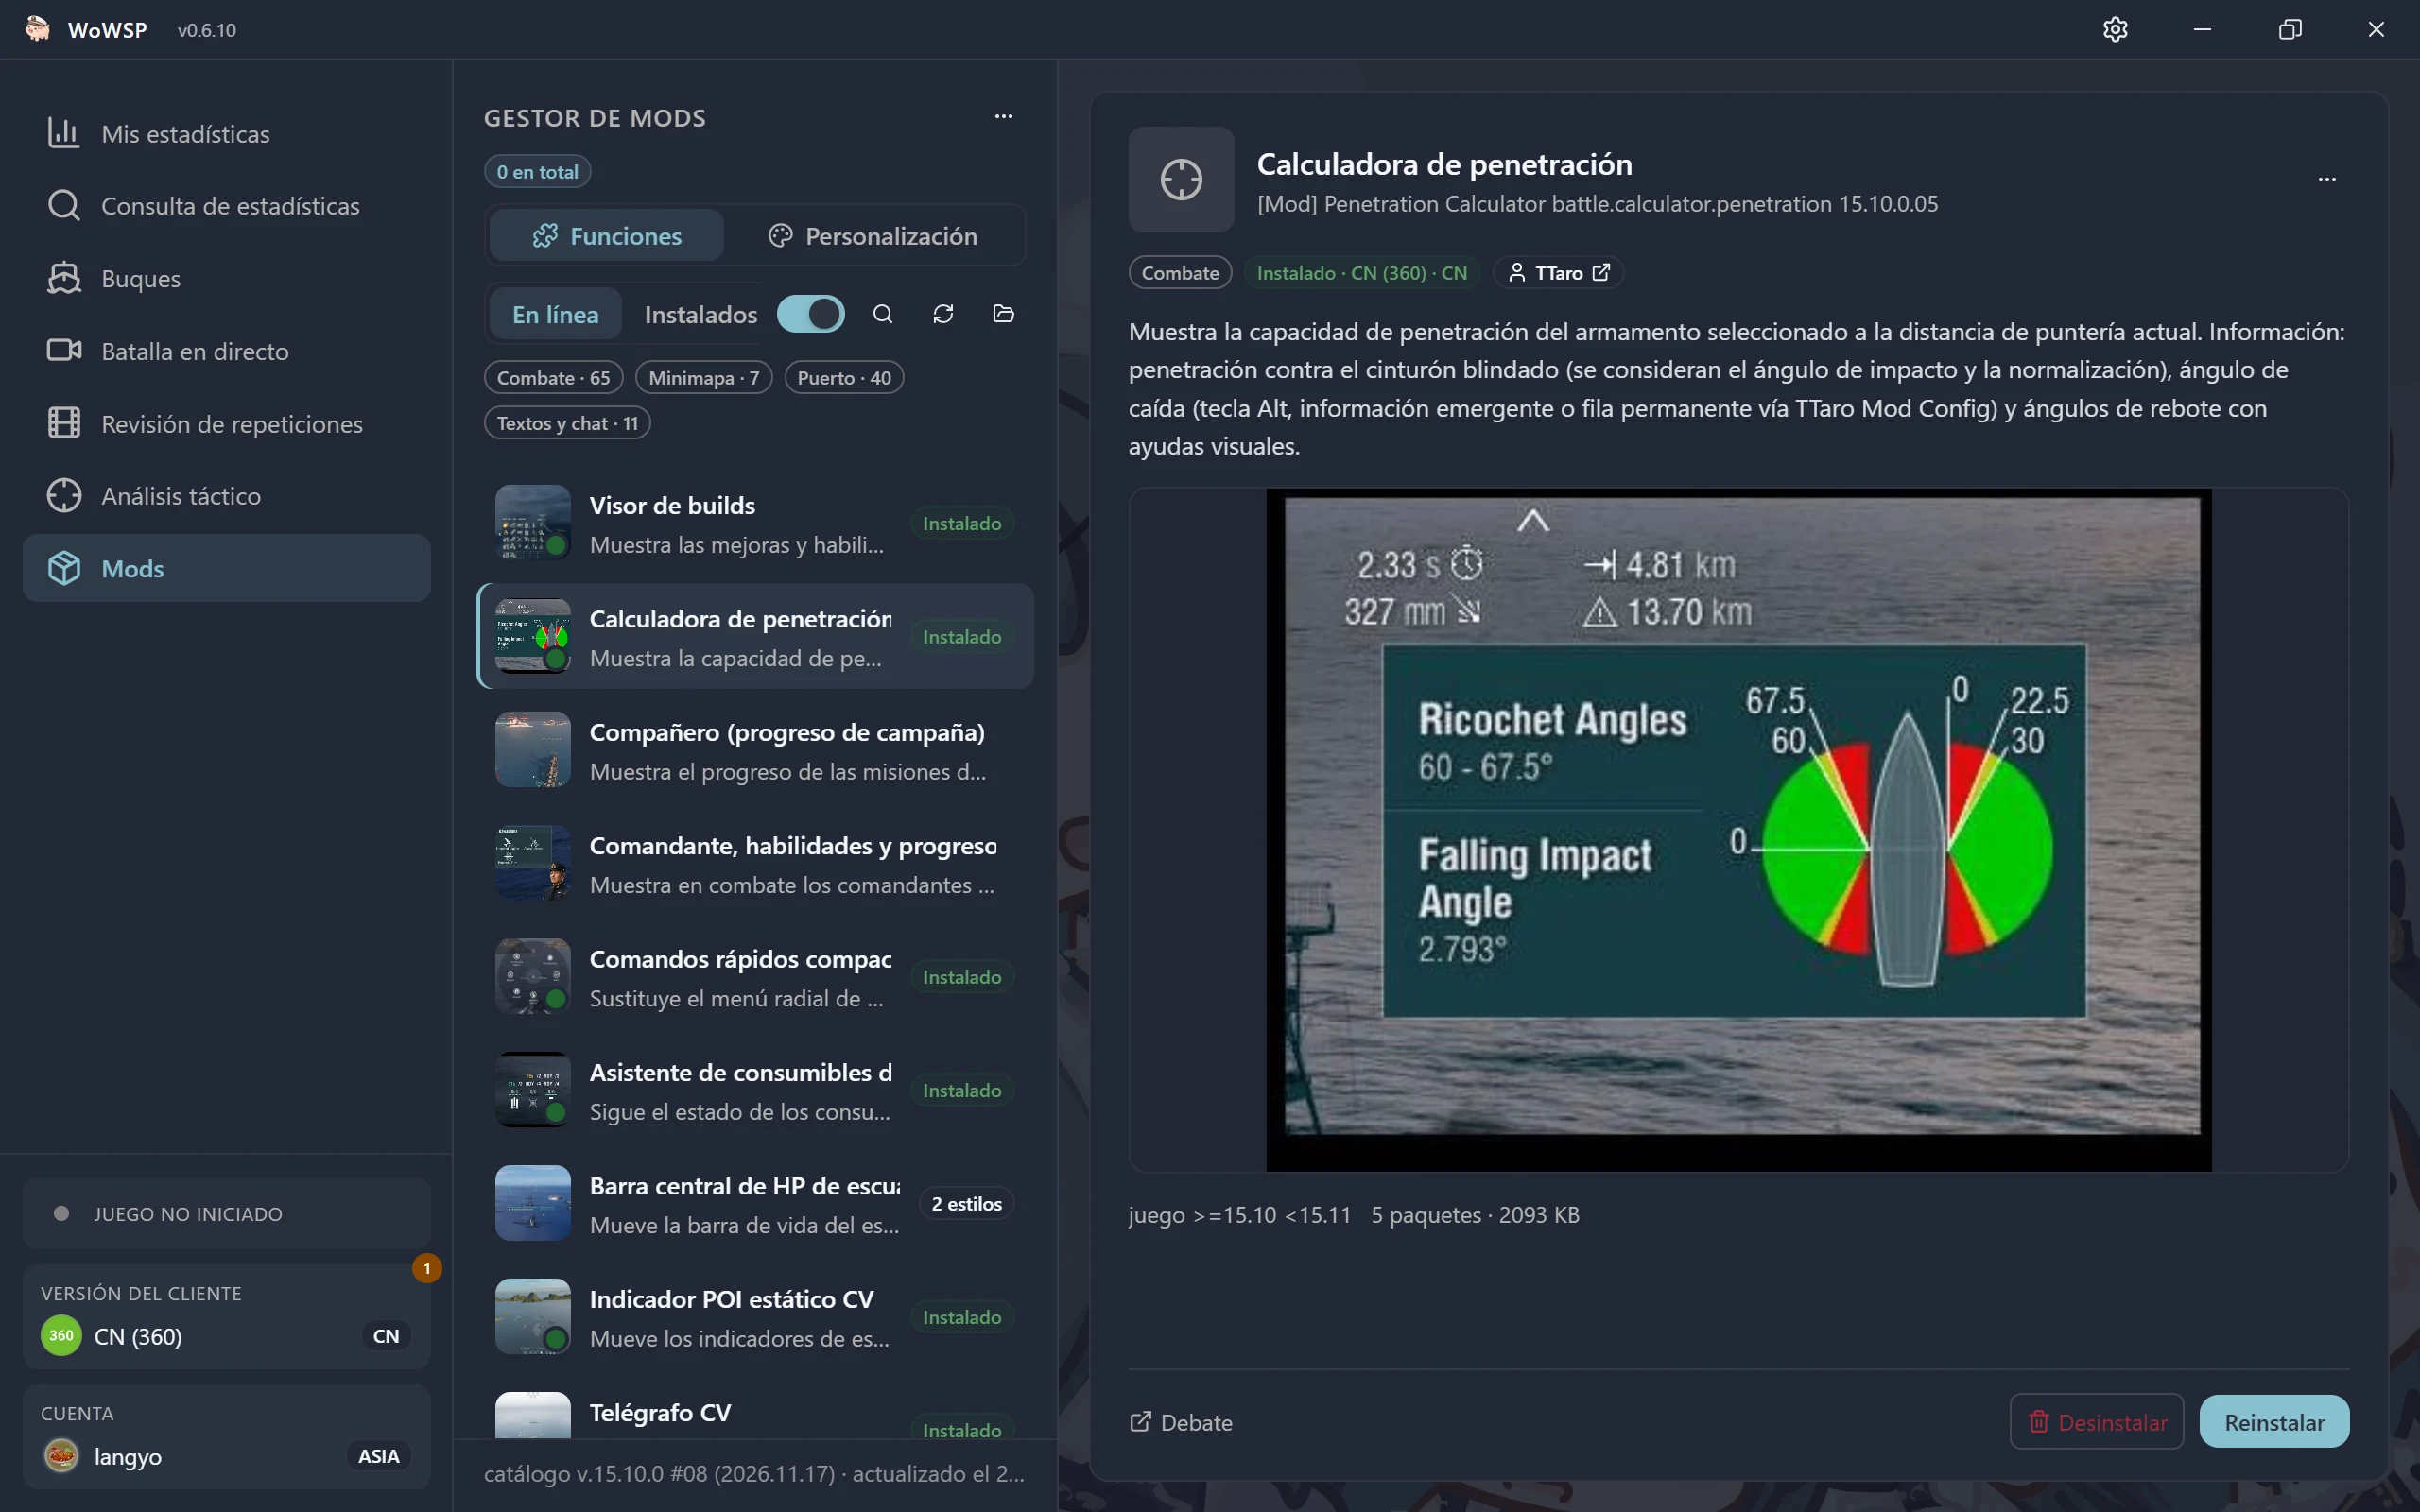 WoWSP v0.6.10
Mis estadísticas
Consulta de estadísticas
Buques
Batalla en directo
Revisión de repeticiones
Análisis táctico
Mods
JUEGO NO INICIADO
1
VERSIÓN DEL CLIENTE
360 CN (360) CN
CUENTA
langyo ASIA
GESTOR DE MODS
0 en total
Funciones Personalización
En línea Instalados
Combate · 65 Minimapa · 7 Puerto · 40
Textos y chat · 11
Visor de builds
Muestra las mejoras y habili...
Instalado
Calculadora de penetración
Muestra la capacidad de pe...
Instalado
Compañero (progreso de campaña)
Muestra el progreso de las misiones d...
Comandante, habilidades y progreso
Muestra en combate los comandantes ...
Comandos rápidos compac
Sustituye el menú radial de ...
Instalado
Asistente de consumibles d
Sigue el estado de los consu...
Instalado
Barra central de HP de escu
Mueve la barra de vida del es...
2 estilos
Indicador POI estático CV
Mueve los indicadores de es...
Instalado
Telégrafo CV
Instalado
catálogo v.15.10.0 #08 (2026.11.17) · actualizado el 2...
Calculadora de penetración
[Mod] Penetration Calculator battle.calculator.penetration 15.10.0.05
Combate Instalado · CN (360) · CN TTaro
Muestra la capacidad de penetración del armamento seleccionado a la distancia de puntería actual. Información:
penetración contra el cinturón blindado (se consideran el ángulo de impacto y la normalización), ángulo de
caída (tecla Alt, información emergente o fila permanente vía TTaro Mod Config) y ángulos de rebote con
ayudas visuales.
2.33 s 4.81 km
327 mm 13.70 km
Ricochet Angles
60 - 67.5°
Falling Impact
Angle
2.793°
67.5 0 22.5
60 30
0
juego >=15.10 <15.11 5 paquetes · 2093 KB
Debate Desinstalar Reinstalar